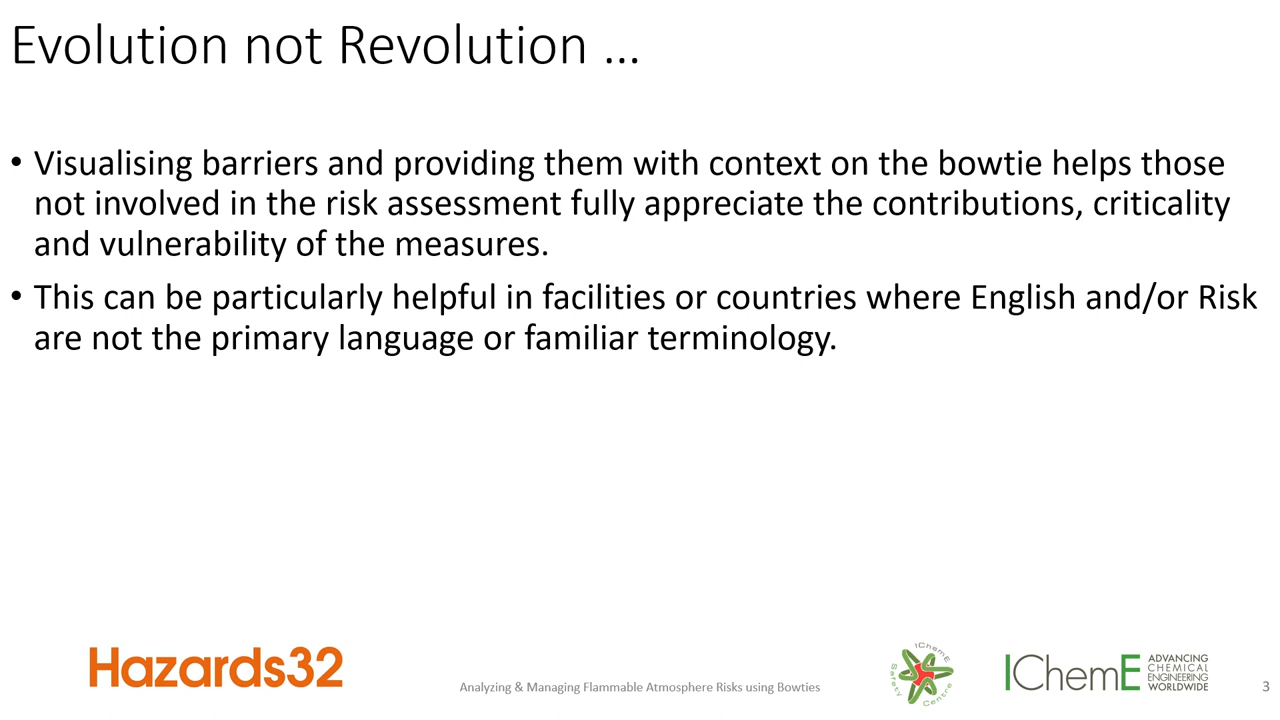 Evolution not Revolution ...
• Visualising barriers and providing them with context on the bowtie helps those
not involved in the risk assessment fully appreciate the contributions, criticality
and vulnerability of the measures.
• This can be particularly helpful in facilities or countries where English and/or Risk
are not the primary language or familiar terminology.
Hazards32
Analyzing & Managing Flammable Atmosphere Risks using Bowties
IChemE
Safety Centre
IChemE
ADVANCING
CHEMICAL
ENGINEERING
WORLDWIDE
3